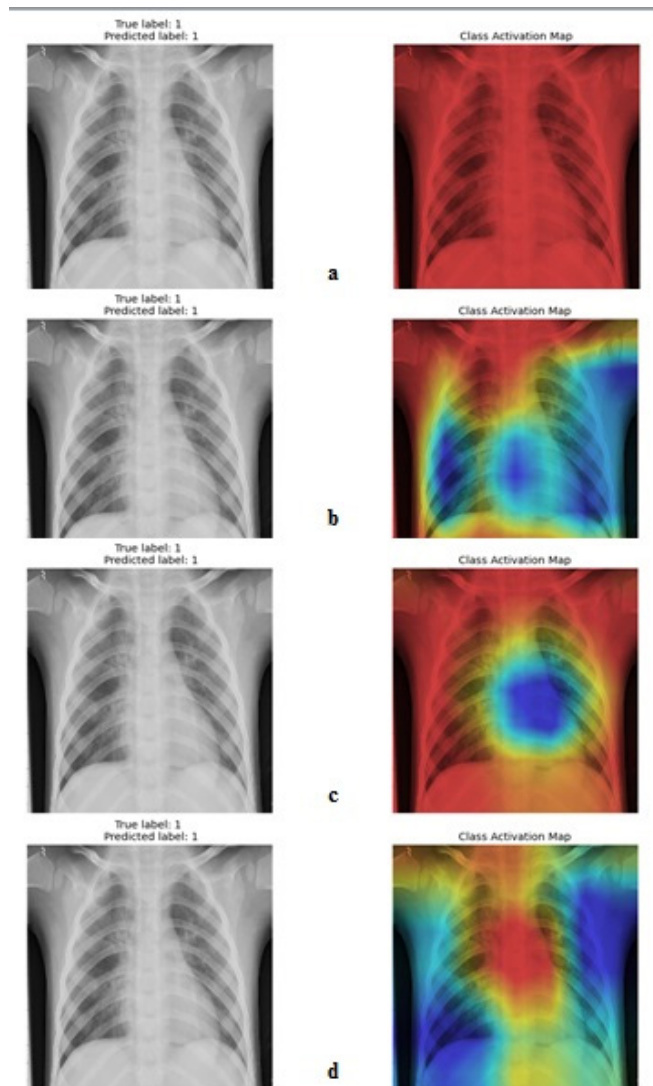 True label: 1
Predicted label: 1
Class Activation Map
a
True label: 1
Predicted label: 1
Class Activation Map
b
True label: 1
Predicted label: 1
Class Activation Map
c
True label: 1
Predicted label: 1
Class Activation Map
d